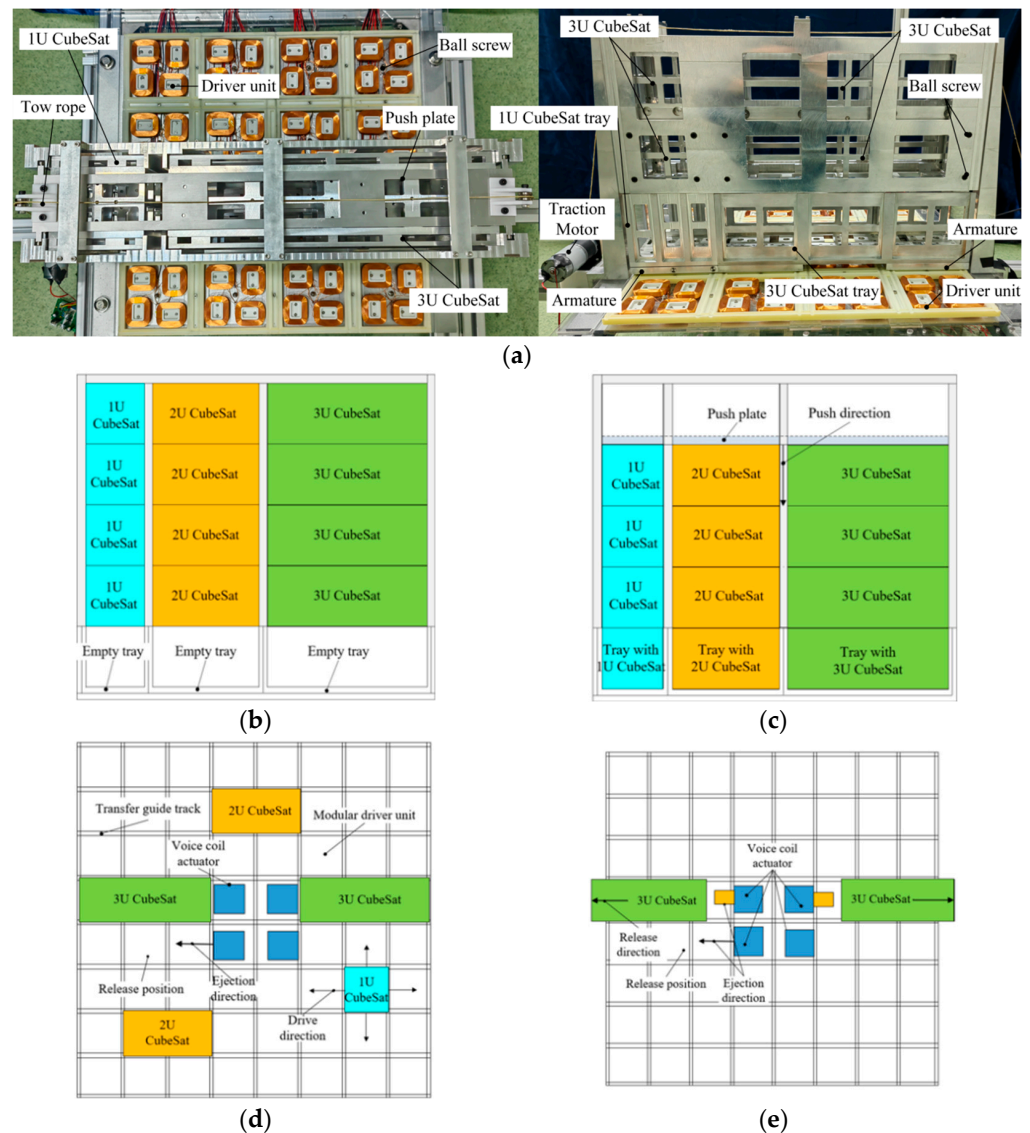 1U CubeSat
Tow rope
Driver unit
Ball screw
Push plate
3U CubeSat
3U CubeSat
3U CubeSat
Ball screw
1U CubeSat tray
Traction
Motor
Armature
3U CubeSat tray
Armature
Driver unit
(a)
1U
CubeSat
2U CubeSat
3U CubeSat
1U
CubeSat
2U CubeSat
3U CubeSat
1U
CubeSat
2U CubeSat
3U CubeSat
1U
CubeSat
2U CubeSat
3U CubeSat
Empty tray
Empty tray
Empty tray
(b)
Push plate
Push direction
1U
CubeSat
2U CubeSat
3U CubeSat
1U
CubeSat
2U CubeSat
3U CubeSat
1U
CubeSat
2U CubeSat
3U CubeSat
Tray with
1U CubeSat
Tray with
2U CubeSat
Tray with
3U CubeSat
(c)
Transfer guide track
2U CubeSat
Modular driver unit
Voice coil
actuator
3U CubeSat
3U CubeSat
Release position
Ejection
direction
1U
CubeSat
Drive
direction
2U
CubeSat
(d)
Voice coil
actuator
3U CubeSat
3U CubeSat
Release
direction
Release position
Ejection
direction
(e)